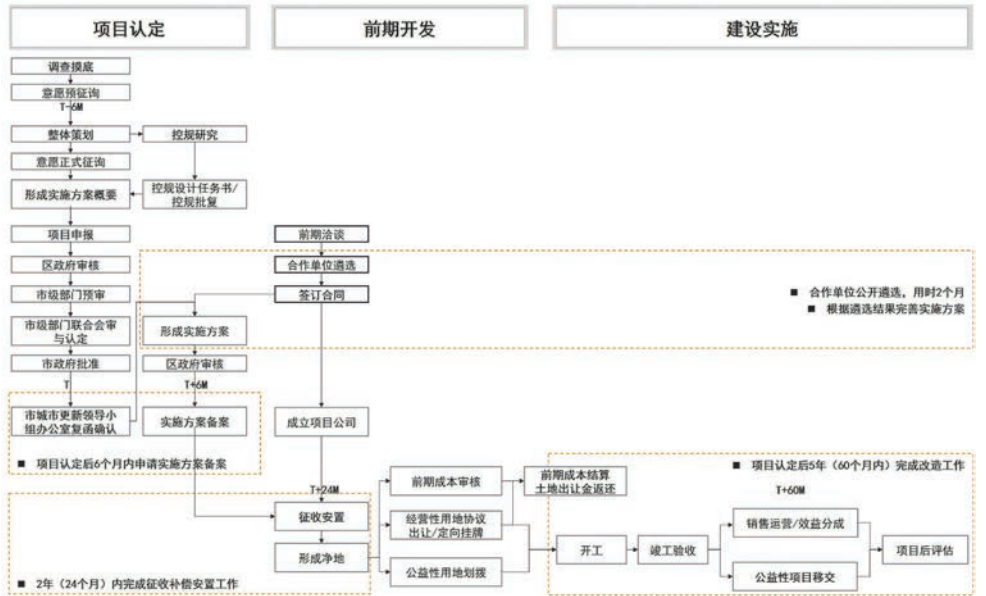 项目认定
前期开发
建设实施
调查摸底
意愿预征询
T-6M
整体策划
控规研究
意愿正式征询
形成实施方案概要
控规设计任务书/
控规批复
项目申报
前期洽谈
区政府审核
合作单位遴选
市级部门预审
签订合同
■ 合作单位公开遴选，用时2个月
■ 根据遴选结果完善实施方案
市级部门联合会审
与认定
形成实施方案
市政府批准
区政府审核
T
T+6M
市城市更新领导小
组办公室复函确认
实施方案备案
成立项目公司
■ 项目认定后6个月内申请实施方案备案
■ 项目认定后5年（60个月内）完成改造工作
前期成本审核
前期成本结算
土地出让金返还
T+24M
T+60M
征收安置
经营性用地协议
出让/定向挂牌
销售运营/效益分成
形成净地
开工
竣工验收
项目后评估
公益性用地划拨
公益性项目移交
■ 2年（24个月）内完成征收补偿安置工作